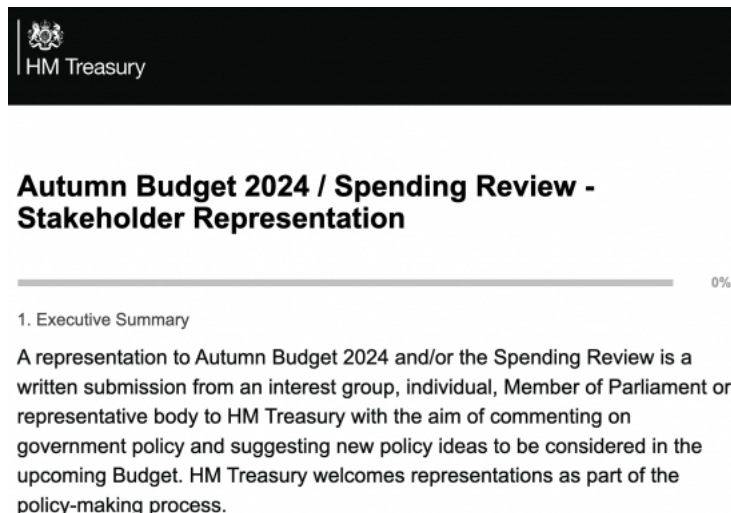 HM Treasury
Autumn Budget 2024 / Spending Review -
Stakeholder Representation
0%
1. Executive Summary
A representation to Autumn Budget 2024 and/or the Spending Review is a
written submission from an interest group, individual, Member of Parliament or
representative body to HM Treasury with the aim of commenting on
government policy and suggesting new policy ideas to be considered in the
upcoming Budget. HM Treasury welcomes representations as part of the
policy-making process.